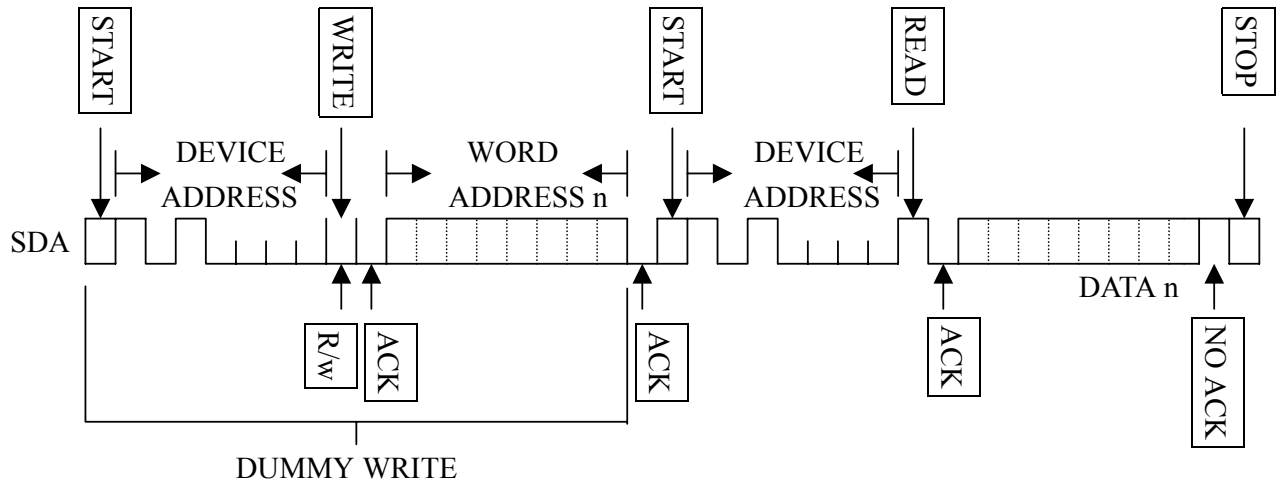 START
WRITE
START
READ
STOP
DEVICE
ADDRESS
WORD
ADDRESS n
DEVICE
ADDRESS
SDA
DATA n
R/w
ACK
ACK
ACK
NO ACK
DUMMY WRITE